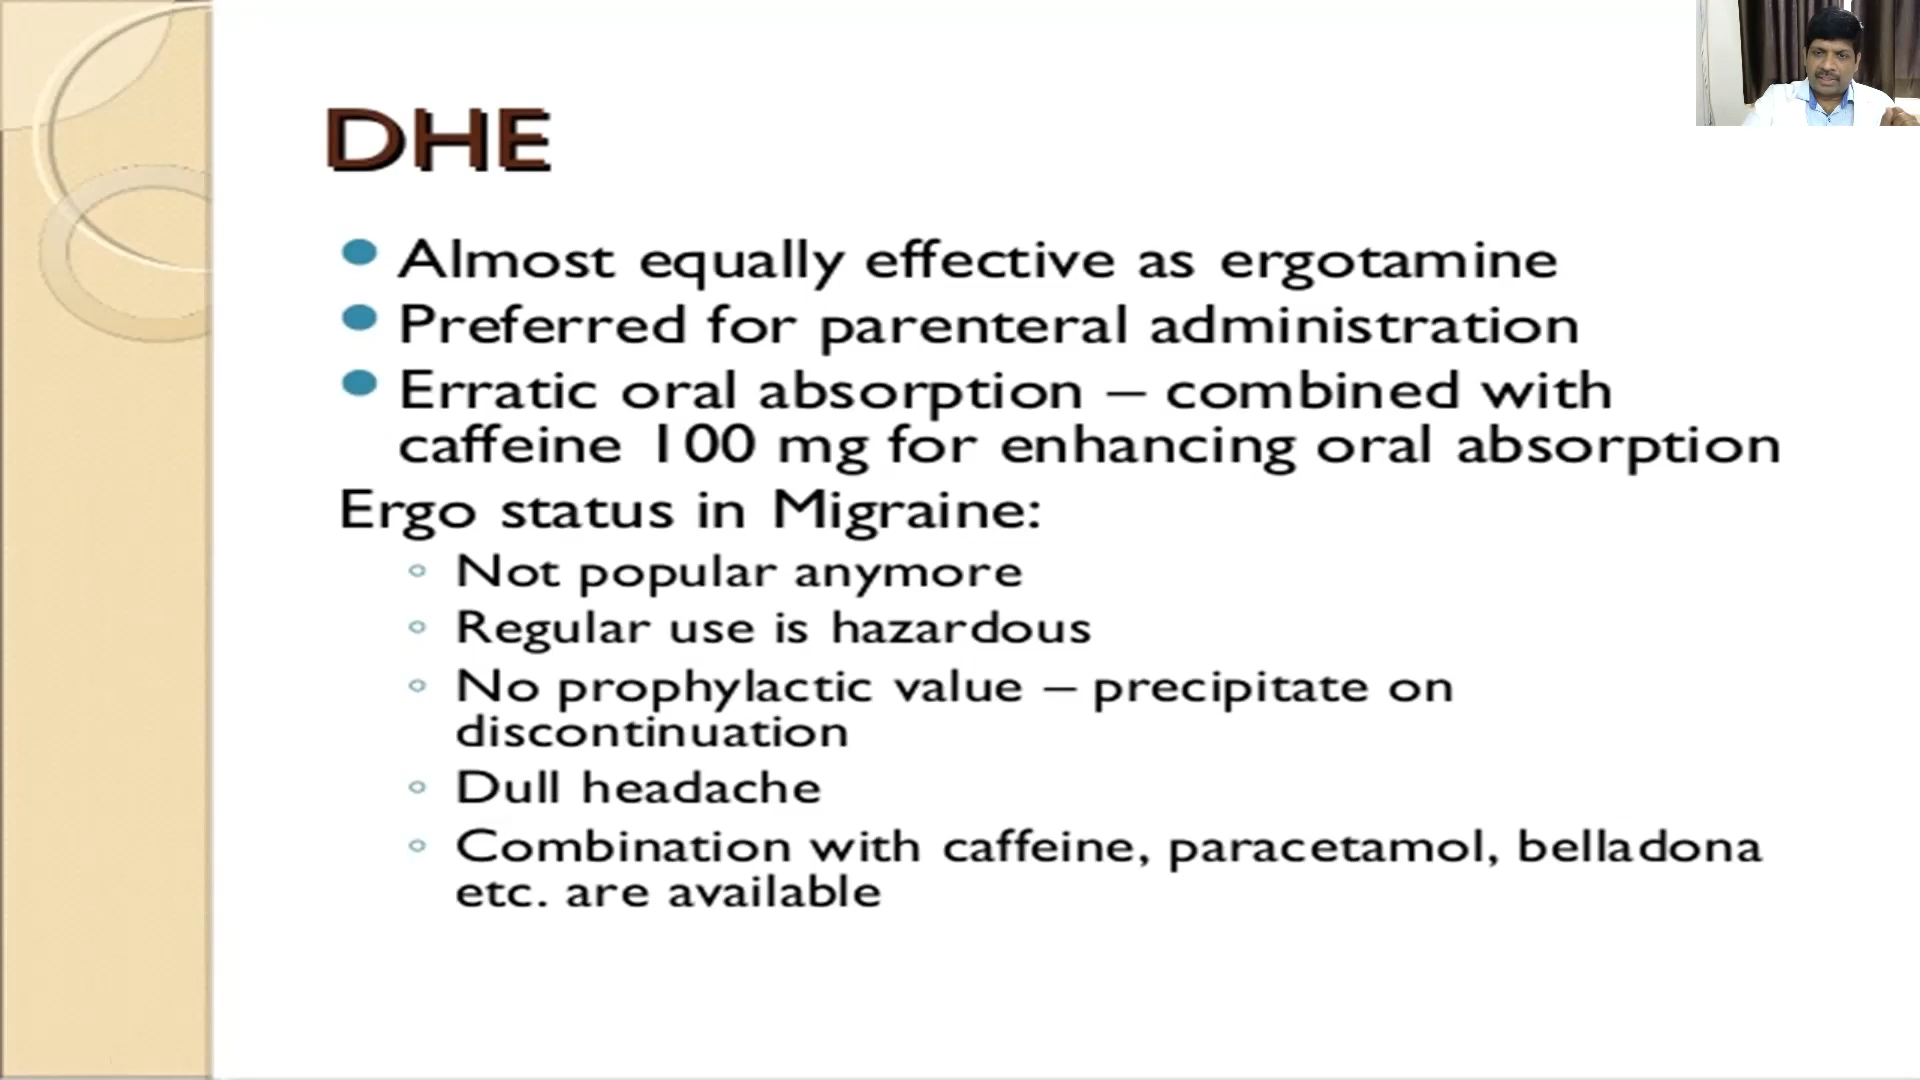 DHE
Almost equally effective as ergotamine
Preferred for parenteral administration
Erratic oral absorption – combined with
caffeine 100 mg for enhancing oral absorption
Ergo status in Migraine:
Not popular anymore
Regular use is hazardous
No prophylactic value – precipitate on
discontinuation
Dull headache
Combination with caffeine, paracetamol, belladona
etc. are available